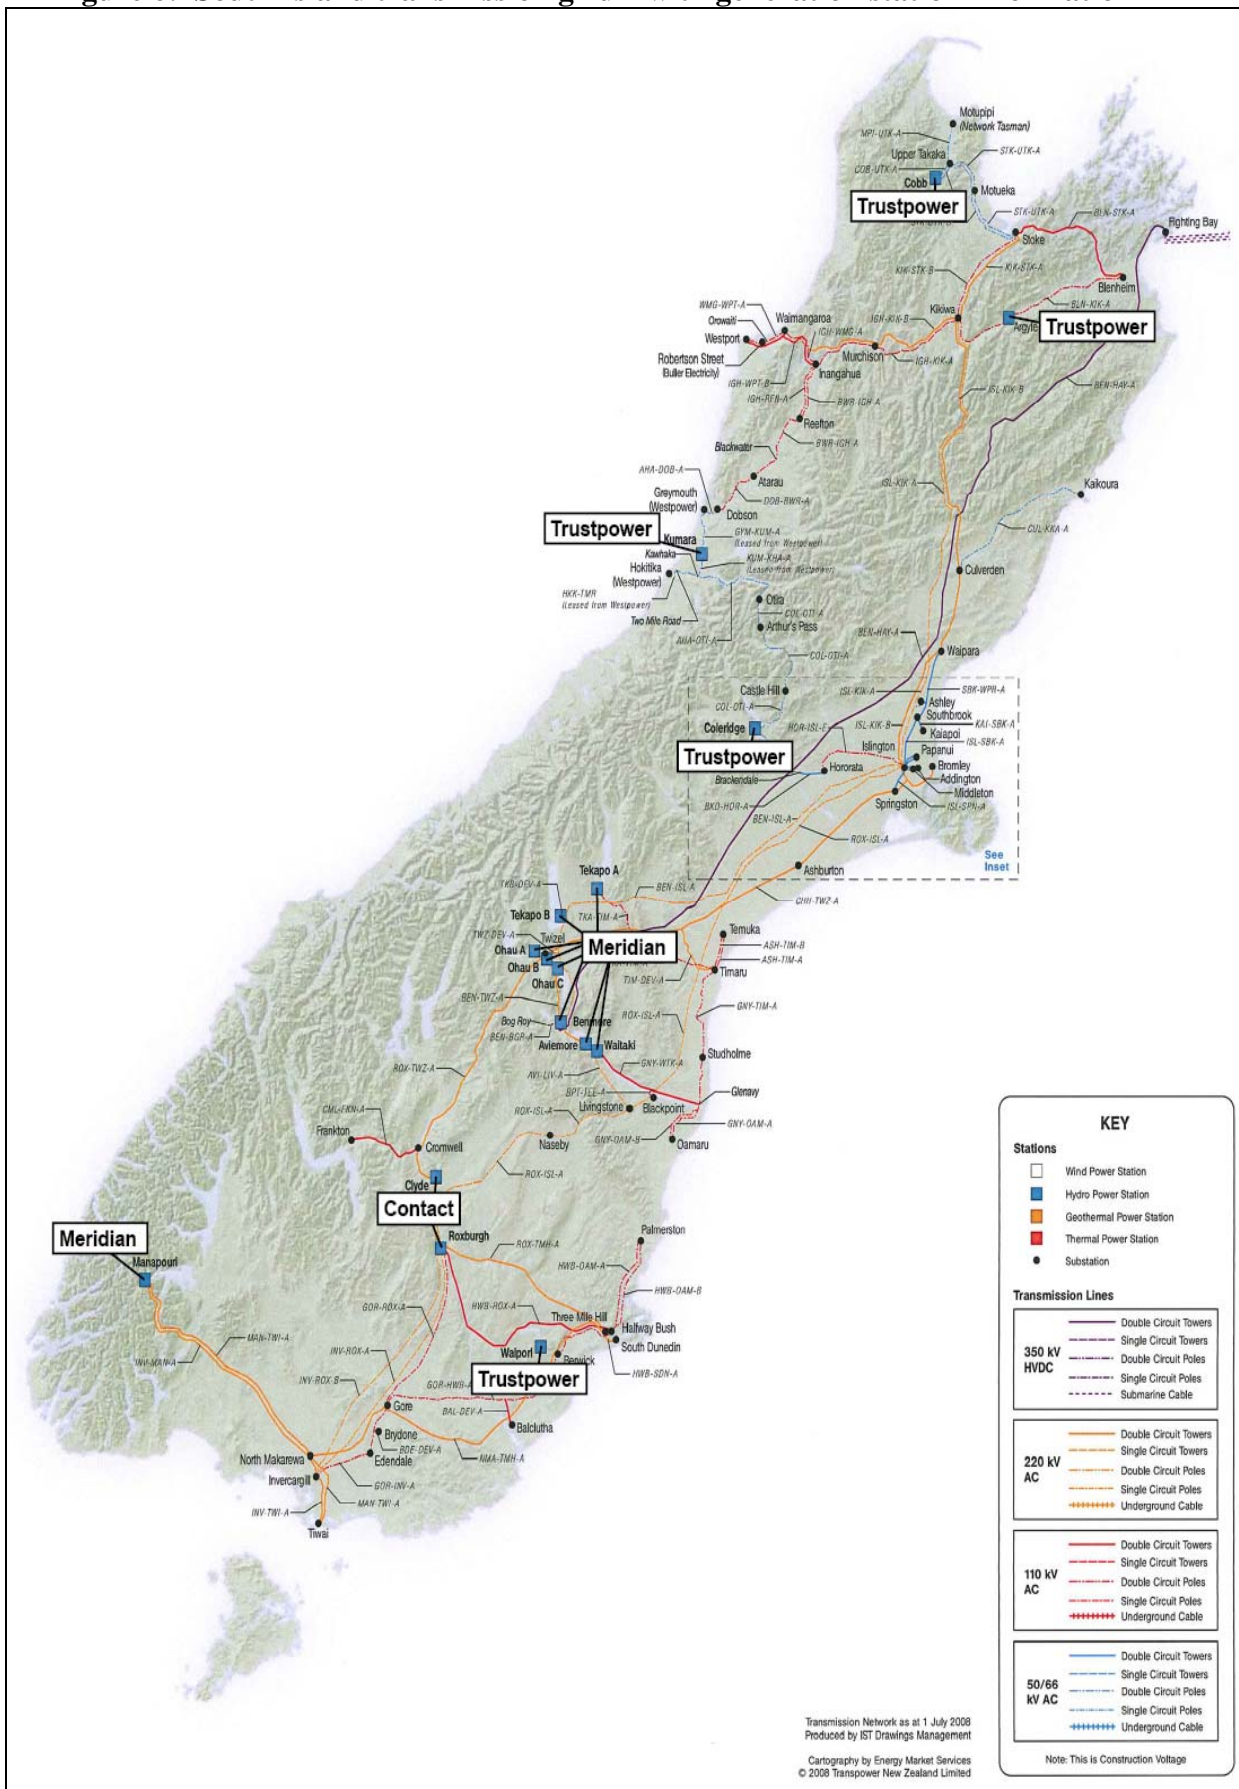 Motupipi
(Network Tasman)
MPI-UTK-A
Upper Takaka
STK-UTK-A
COB-UTK-A
Cobb
Motueka
Trustpower
STK-UTK-A
BLN-STK-A
Fighting Bay
Stoke
KIK-STK-B
KIK-STK-A
Blenheim
WMG-WPT-A
Waimangaroa
Kikiwa
BLN-KIK-A
Orowaiti
IGH-WMG-A
IGH-KIK-B
Argyle
Trustpower
Westport
Robertson Street
(Buller Electricity)
Murchison
IGH-KIK-A
Inangahua
IGH-WPT-B
IGH-RFN-A
BWR-IGH-A
ISL-KIK-B
BEN-HAY-A
Reefton
Blackwater
BWR-IGH-A
AHA-DOB-A
Atarau
ISL-KIK-A
Kaikoura
Greymouth
(Westpower)
DOB-BWR-A
Dobson
Trustpower
GYM-KUM-A
(Leased from Westpower)
CUL-KKA-A
Kumara
Kawhaka
KUM-KHA-A
(Leased from Westpower)
Hokitika
(Westpower)
Culverden
HKK-TMR
(Leased from Westpower)
Otira
COL-OTI-A
Two Mile Road
Arthur's Pass
AHA-OTI-A
BEN-HAY-A
COL-OTI-A
Waipara
Castle Hill
ISL-KIK-A
SBK-WPR-A
COL-OTI-A
Ashley
Southbrook
Coleridge
HOR-ISL-E
ISL-KIK-B
KAI-SBK-A
Kaiapoi
ISL-SBK-A
Trustpower
Islington
Papanui
Bromley
Brackendale
Hororata
Addington
Middleton
BKD-HOR-A
Springston
ISL-SPN-A
BEN-ISL-A
ROX-ISL-A
See
Inset
Ashburton
Tekapo A
TKB-DEV-A
BEN-ISL-A
CHH-TWZ-A
Tekapo B
TKA-TIM-A
TWZ-DEV-A
Twizel
Temuka
Ohau A
Meridian
ASH-TIM-B
Ohau B
ASH-TIM-A
Timaru
Ohau C
TIM-DEV-A
BEN-TWZ-A
GNY-TIM-A
Bog Roy
Benmore
ROX-ISL-A
BEN-BGR-A
Aviemore
Waitaki
Studholme
AVI-LIV-A
GNY-WTK-A
ROX-TWZ-A
BPT-TEE-A
Glenavy
CML-FKN-A
ROX-ISL-A
Livingstone
Blackpoint
GNY-OAM-A
Frankton
Naseby
GNY-OAM-B
Oamaru
Cromwell
ROX-ISL-A
Clyde
Contact
Meridian
Roxburgh
Palmerston
ROX-TMH-A
Manapouri
HWB-OAM-A
HWB-OAM-B
GOR-ROX-A
HWB-ROX-A
Three Mile Hill
Halfway Bush
South Dunedin
MAN-TWI-A
Waipori
Berwick
INV-MAN-A
INV-ROX-A
HWB-SDN-A
INV-ROX-B
Trustpower
Gore
BAL-DEV-A
Balclutha
Brydone
BDE-DEV-A
North Makarewa
Edendale
NMA-TMH-A
Invercargill
GOR-INV-A
MAN-TWI-A
INV-TWI-A
Tiwai
KEY
Stations
Wind Power Station
Hydro Power Station
Geothermal Power Station
Thermal Power Station
Substation
Transmission Lines
350 kV
HVDC
Double Circuit Towers
Single Circuit Towers
Double Circuit Poles
Single Circuit Poles
Submarine Cable
220 kV
AC
Double Circuit Towers
Single Circuit Towers
Double Circuit Poles
Single Circuit Poles
Underground Cable
110 kV
AC
Double Circuit Towers
Single Circuit Towers
Double Circuit Poles
Single Circuit Poles
Underground Cable
50/66
kV AC
Double Circuit Towers
Single Circuit Towers
Double Circuit Poles
Single Circuit Poles
Underground Cable
Note: This is Construction Voltage
Transmission Network as at 1 July 2008
Produced by IST Drawings Management
Cartography by Energy Market Services
© 2008 Transpower New Zealand Limited